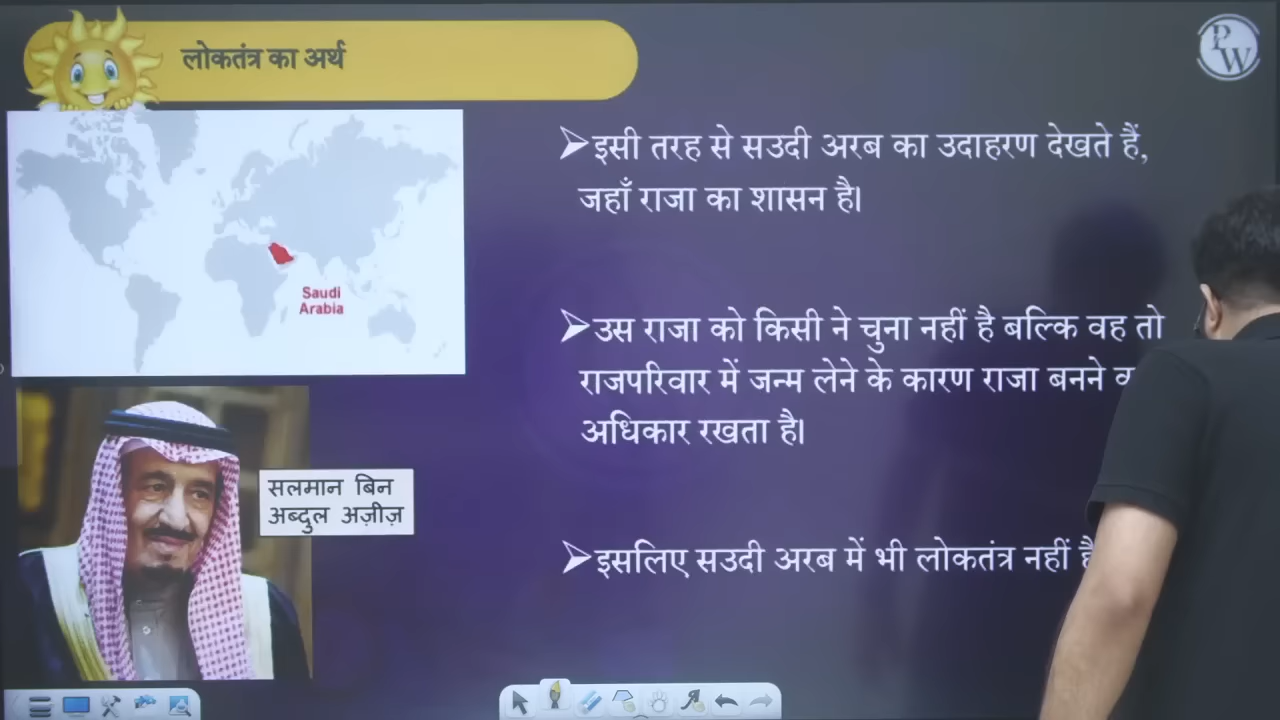 लोकतंत्र का अर्थ
PW
इसी तरह से सउदी अरब का उदाहरण देखते हैं,
जहाँ राजा का शासन है।
Saudi
Arabia
उस राजा को किसी ने चुना नहीं है बल्कि वह तो
राजपरिवार में जन्म लेने के कारण राजा बनने
अधिकार रखता है।
सलमान बिन
अब्दुल अज़ीज़
इसलिए सउदी अरब में भी लोकतंत्र नहीं